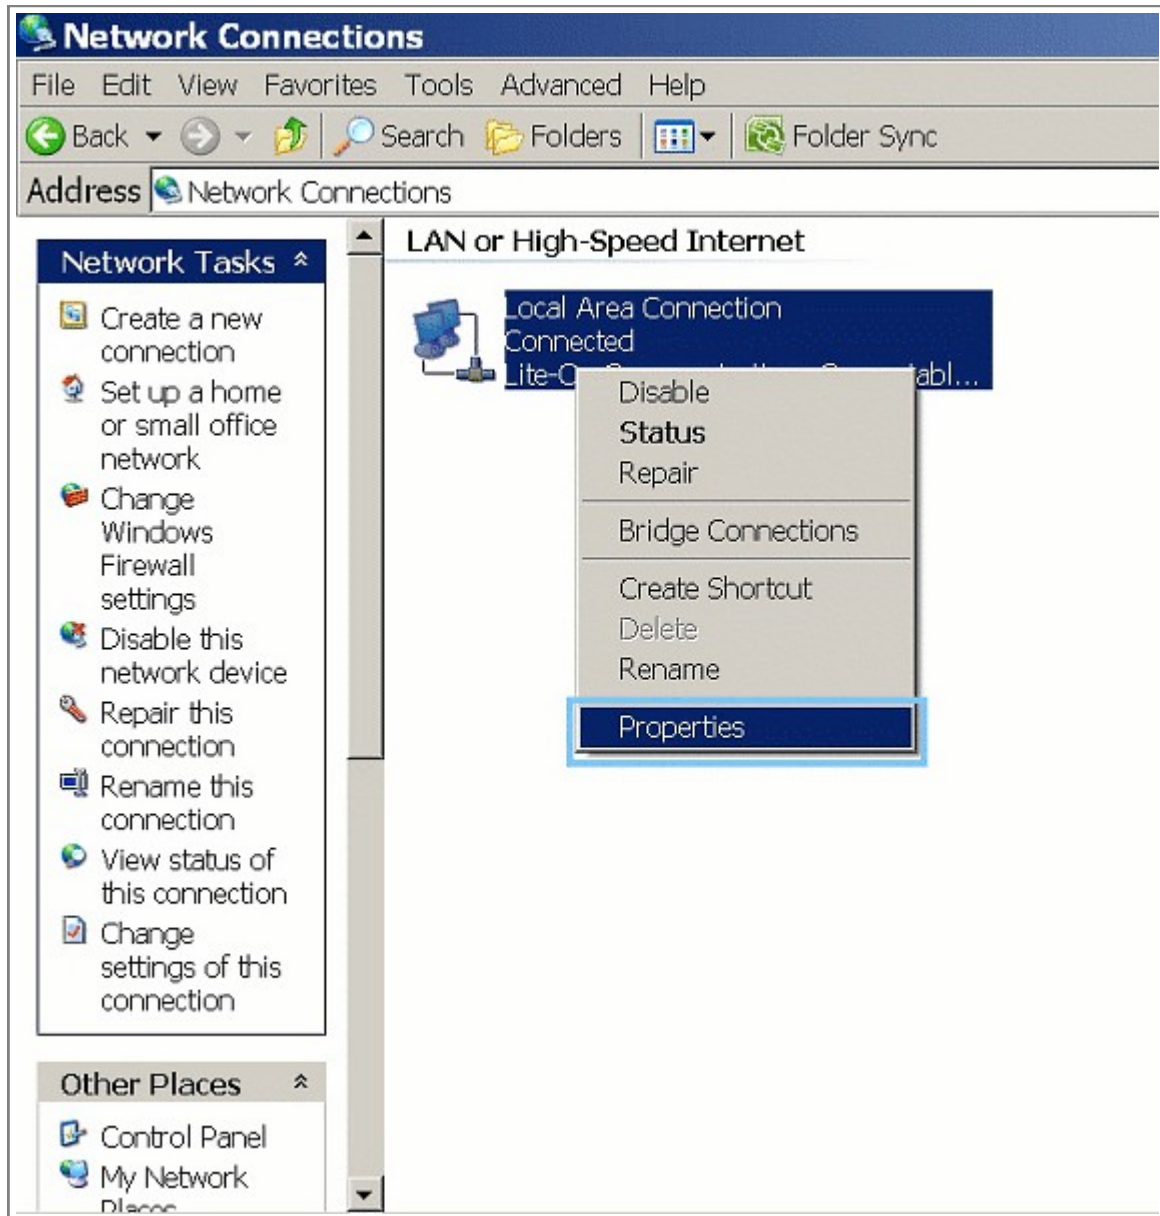 Network Connections
File Edit View Favorites Tools Advanced Help
Back Search Folders Folder Sync
Address Network Connections
Network Tasks
Create a new
connection
Set up a home
or small office
network
Change
Windows
Firewall
settings
Disable this
network device
Repair this
connection
Rename this
connection
View status of
this connection
Change
settings of this
connection
Other Places
Control Panel
My Network
Places
LAN or High-Speed Internet
Local Area Connection
Connected
Disable
Status
Repair
Bridge Connections
Create Shortcut
Delete
Rename
Properties